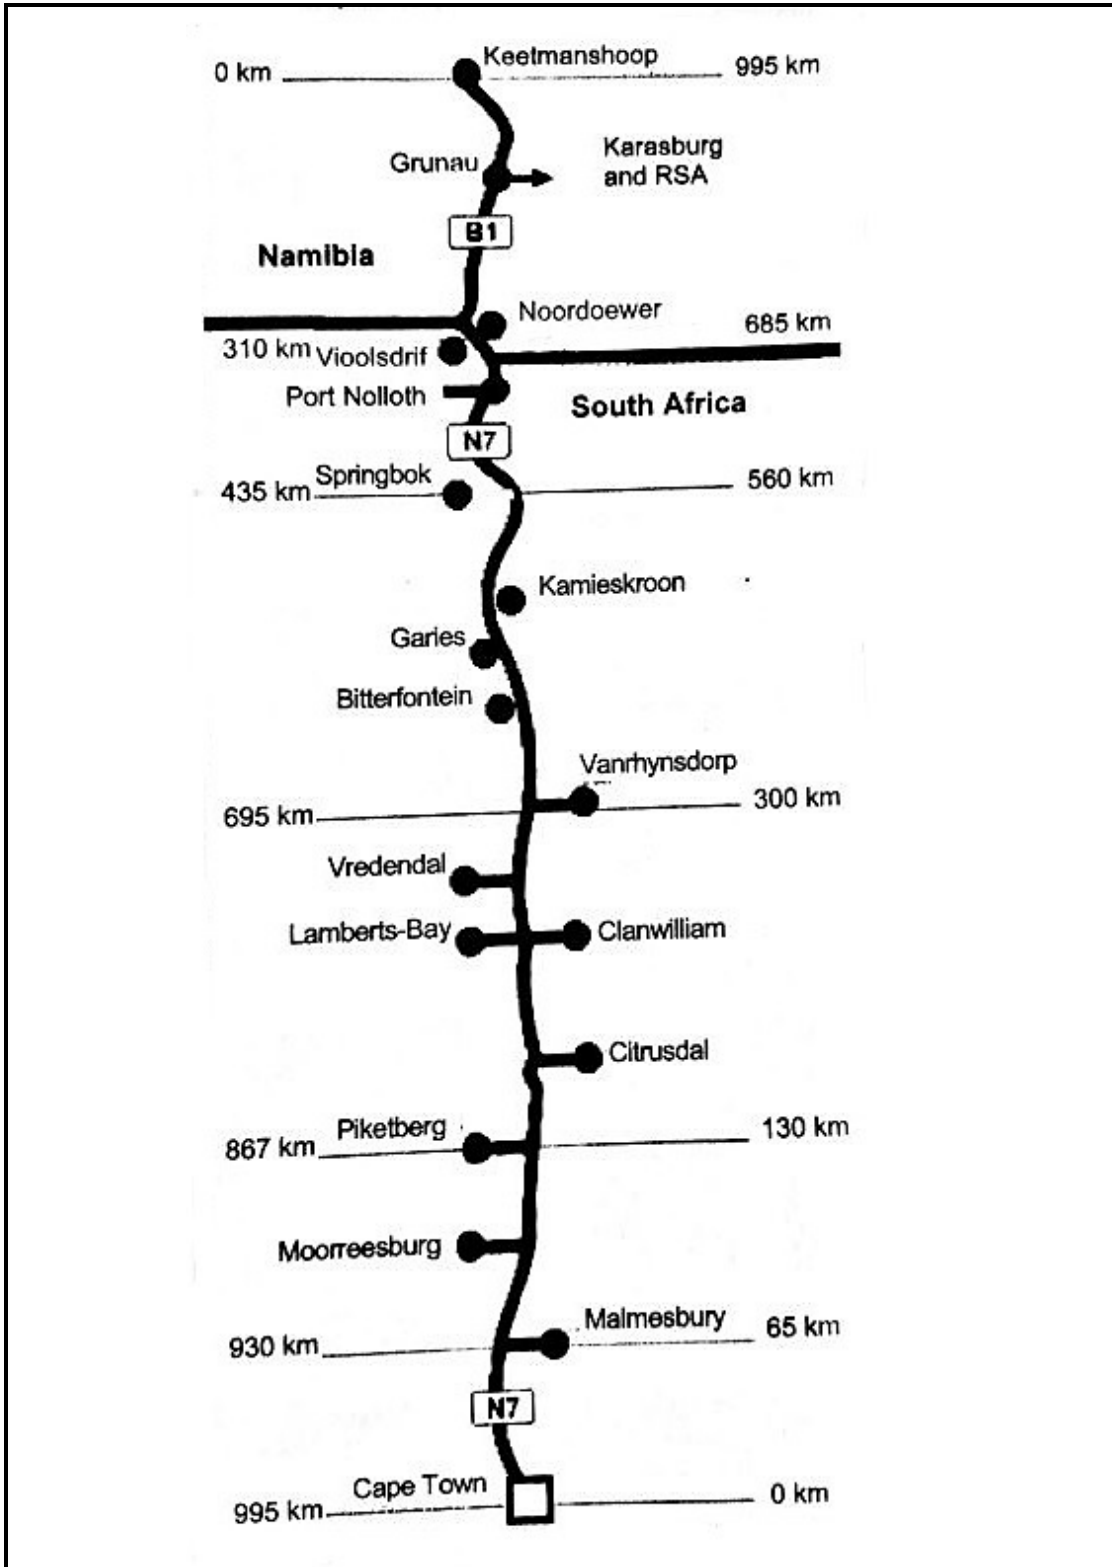 Keetmanshoop
0 km
995 km
Grunau
Karasburg
and RSA
B1
Namibia
Noordoewer
685 km
310 km
Vioolsdrif
Port Nolloth
South Africa
N7
Springbok
435 km
560 km
Kamieskroon
Garies
Bitterfontein
Vanrhynsdorp
695 km
300 km
Vredendal
Lamberts-Bay
Clanwilliam
Citrusdal
Piketberg
867 km
130 km
Moorreesburg
Malmesbury
930 km
65 km
N7
Cape Town
995 km
0 km